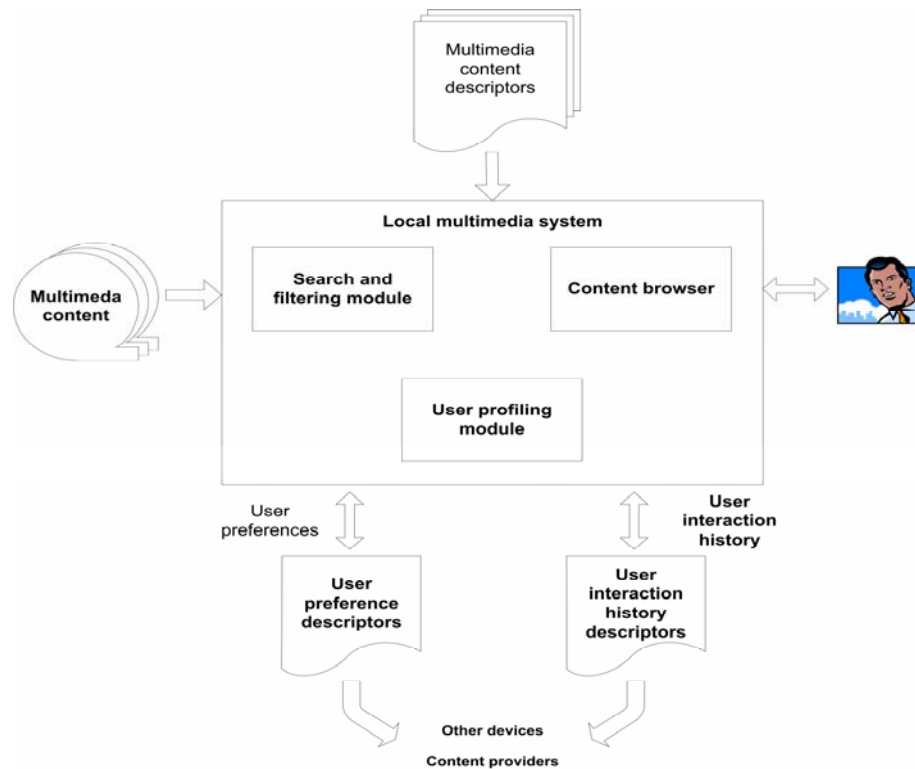 Multimedia
content
descriptors
Local multimedia system
Search and
filtering module
Content browser
Multimeda
content
User profiling
module
User
preferences
User
interaction
history
User
preference
descriptors
User
interaction
history
descriptors
Other devices
Content providers